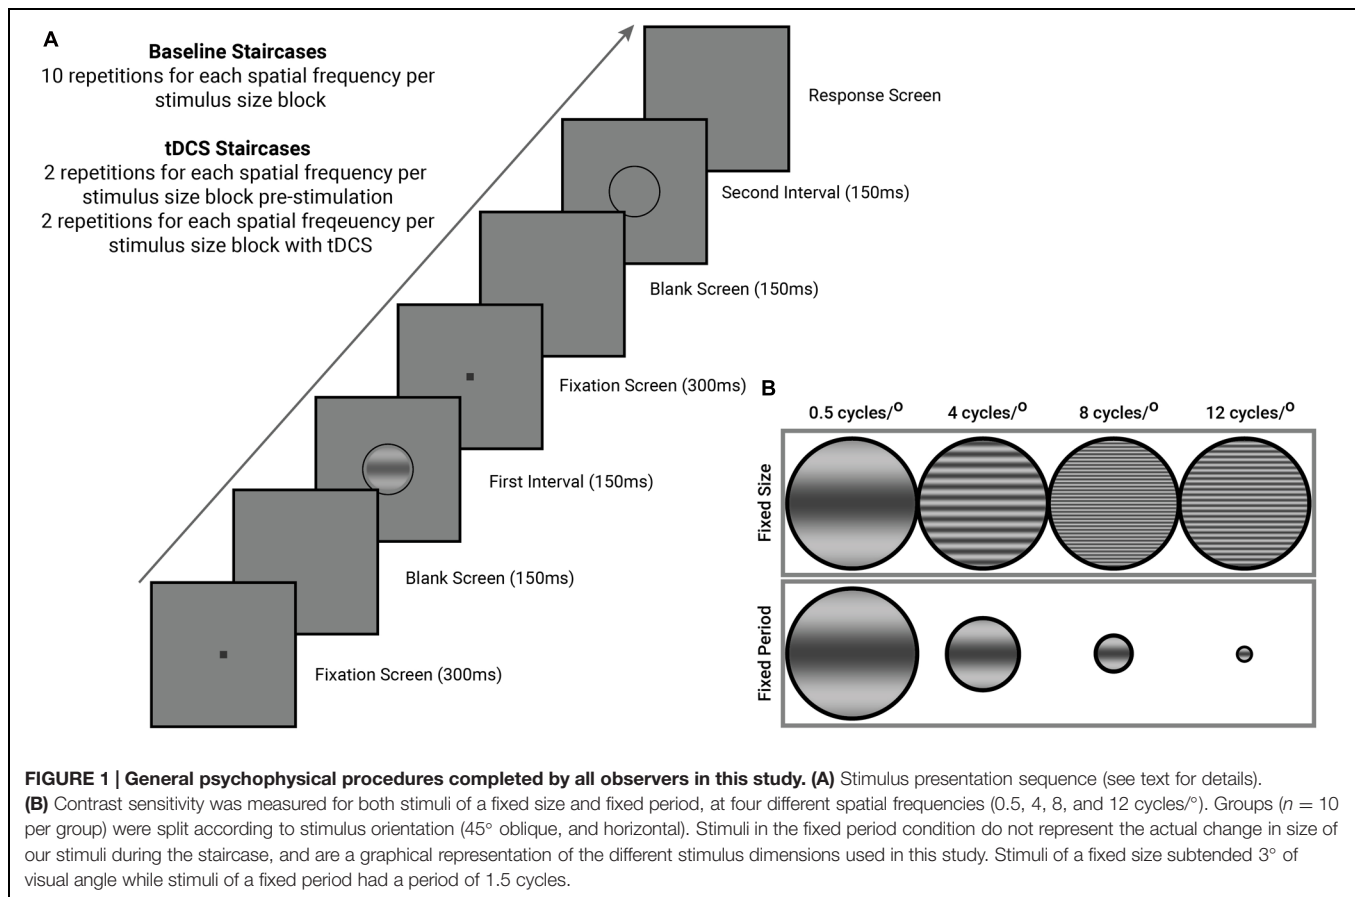 A
Baseline Staircases
10 repetitions for each spatial frequency per
stimulus size block
tDCS Staircases
2 repetitions for each spatial frequency per
stimulus size block pre-stimulation
2 repetitions for each spatial freqeuency per
stimulus size block with tDCS
Response Screen
Second Interval (150ms)
Blank Screen (150ms)
Fixation Screen (300ms)
First Interval (150ms)
Blank Screen (150ms)
Fixation Screen (300ms)
B
0.5 cycles/° 4 cycles/° 8 cycles/° 12 cycles/°
Fixed Size
Fixed Period
FIGURE 1 | General psychophysical procedures completed by all observers in this study. (A) Stimulus presentation sequence (see text for details).
(B) Contrast sensitivity was measured for both stimuli of a fixed size and fixed period, at four different spatial frequencies (0.5, 4, 8, and 12 cycles/°). Groups (n = 10
per group) were split according to stimulus orientation (45° oblique, and horizontal). Stimuli in the fixed period condition do not represent the actual change in size of
our stimuli during the staircase, and are a graphical representation of the different stimulus dimensions used in this study. Stimuli of a fixed size subtended 3° of
visual angle while stimuli of a fixed period had a period of 1.5 cycles.